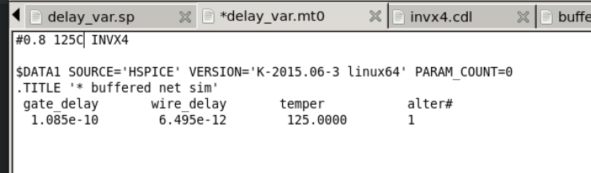 delay_var.sp *delay_var.mt0 invx4.cdl buffe
#0.8 125C INVX4
$DATA1 SOURCE='HSPICE' VERSION='K-2015.06-3 linux64' PARAM_COUNT=0
.TITLE '* buffered net sim'
gate_delay wire_delay temper alter#
1.085e-10 6.495e-12 125.0000 1